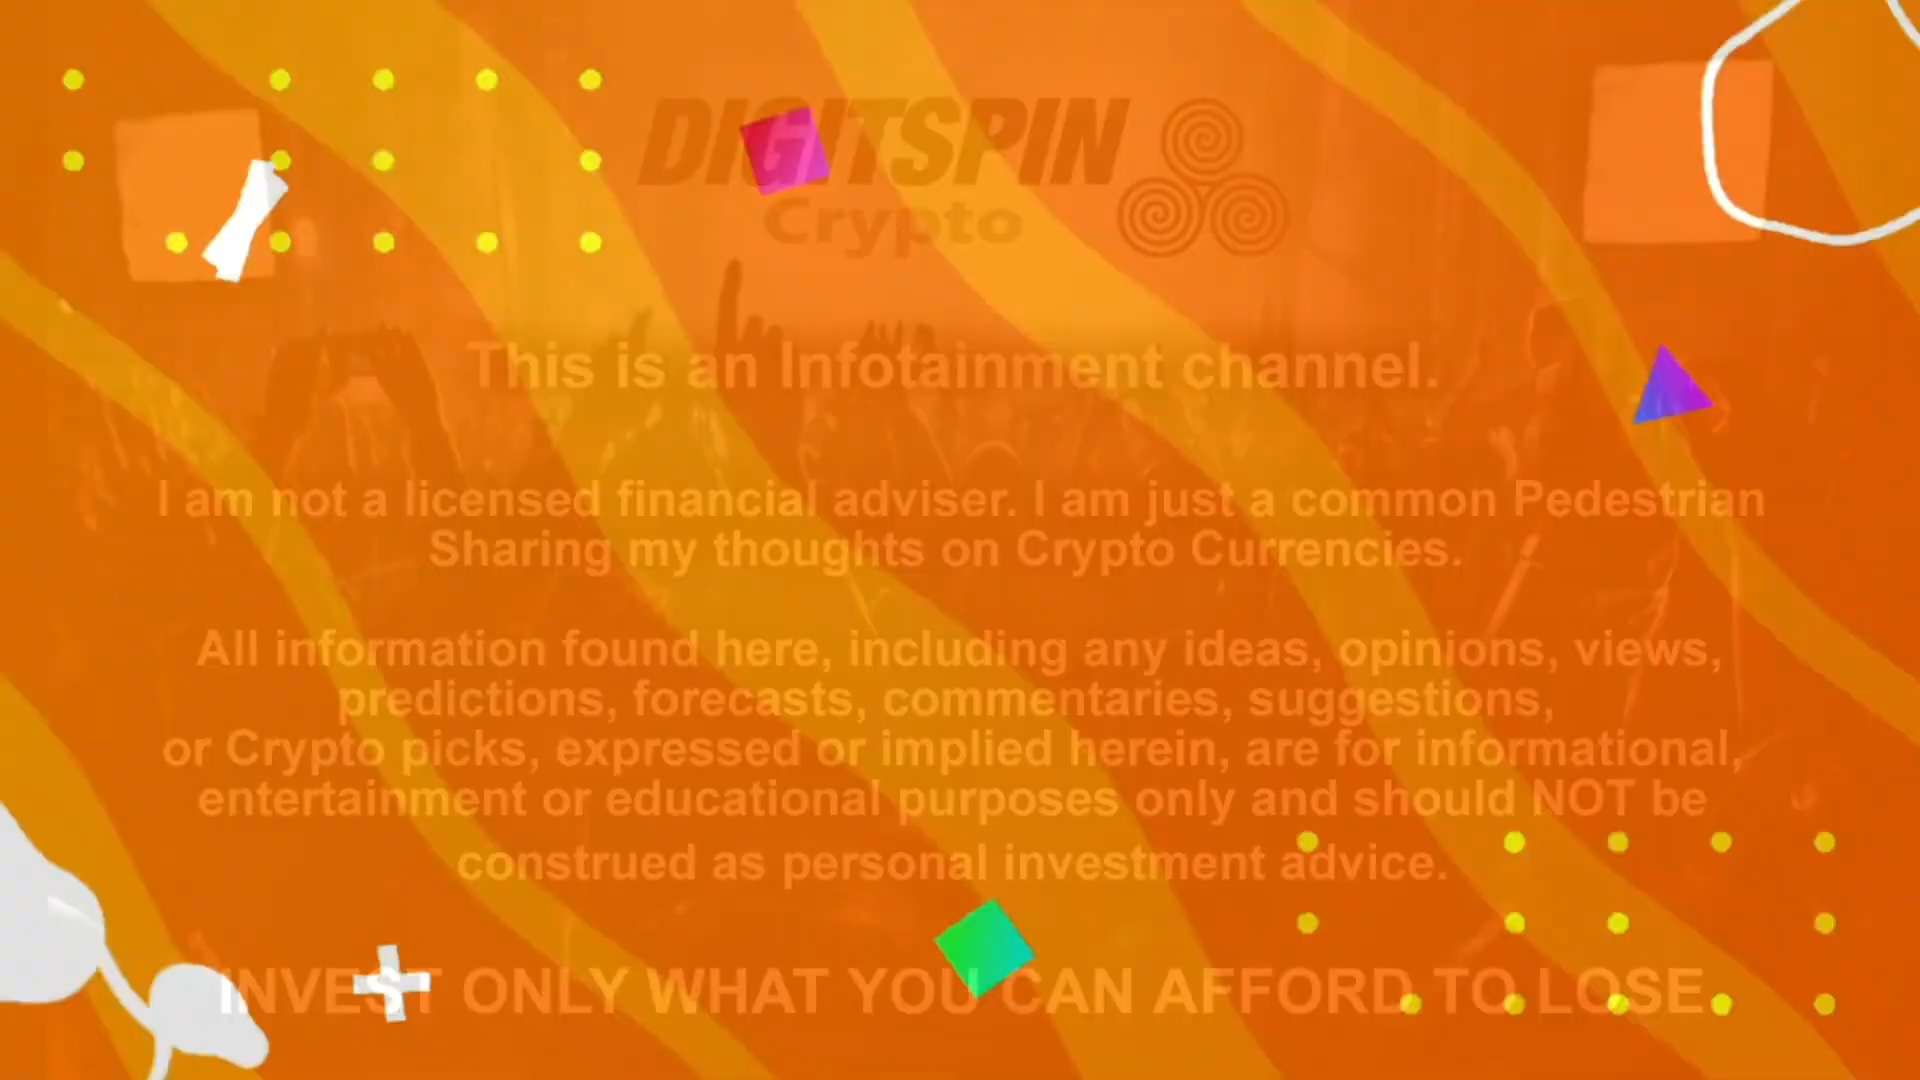 DIGITSPIN
Crypto
This is an Infotainment channel.
I am not a licensed financial adviser. I am just a common Pedestrian
Sharing my thoughts on Crypto Currencies.
All information found here, including any ideas, opinions, views,
predictions, forecasts, commentaries, suggestions,
or Crypto picks, expressed or implied herein, are for informational,
entertainment or educational purposes only and should NOT be
construed as personal investment advice.
INVEST ONLY WHAT YOU CAN AFFORD TO LOSE